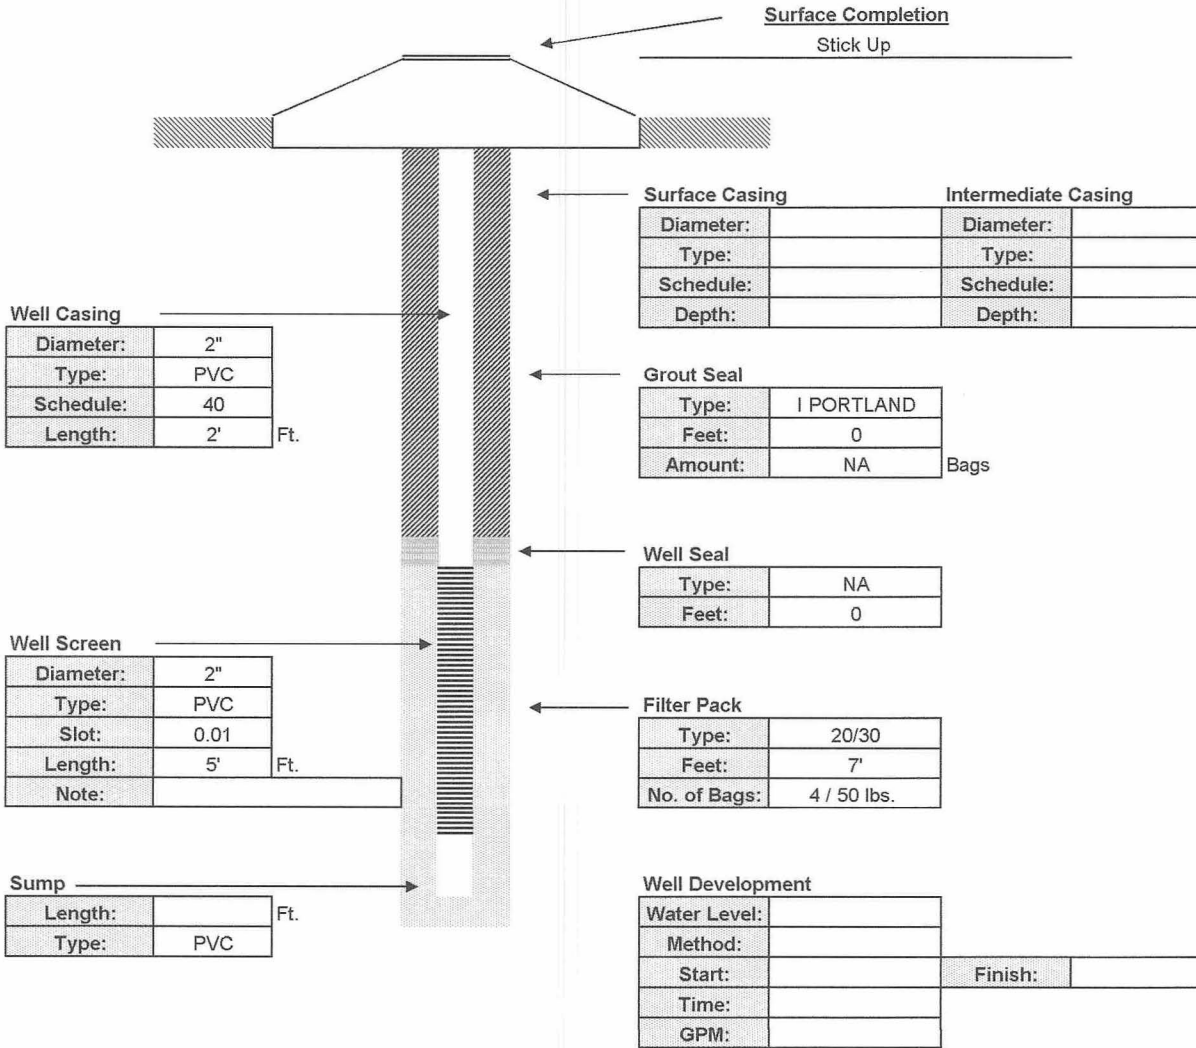 Surface Completion
Stick Up
Surface Casing Intermediate Casing
Diameter: Diameter:
Type: Type:
Schedule: Schedule:
Depth: Depth:
Well Casing
Diameter: 2"
Type: PVC
Schedule: 40
Length: 2' Ft.
Grout Seal
Type: I PORTLAND
Feet: 0
Amount: NA Bags
Well Seal
Type: NA
Feet: 0
Well Screen
Diameter: 2"
Type: PVC
Slot: 0.01
Length: 5' Ft.
Note:
Filter Pack
Type: 20/30
Feet: 7'
No. of Bags: 4 / 50 lbs.
Sump
Length: Ft.
Type: PVC
Well Development
Water Level:
Method:
Start: Finish:
Time:
GPM: